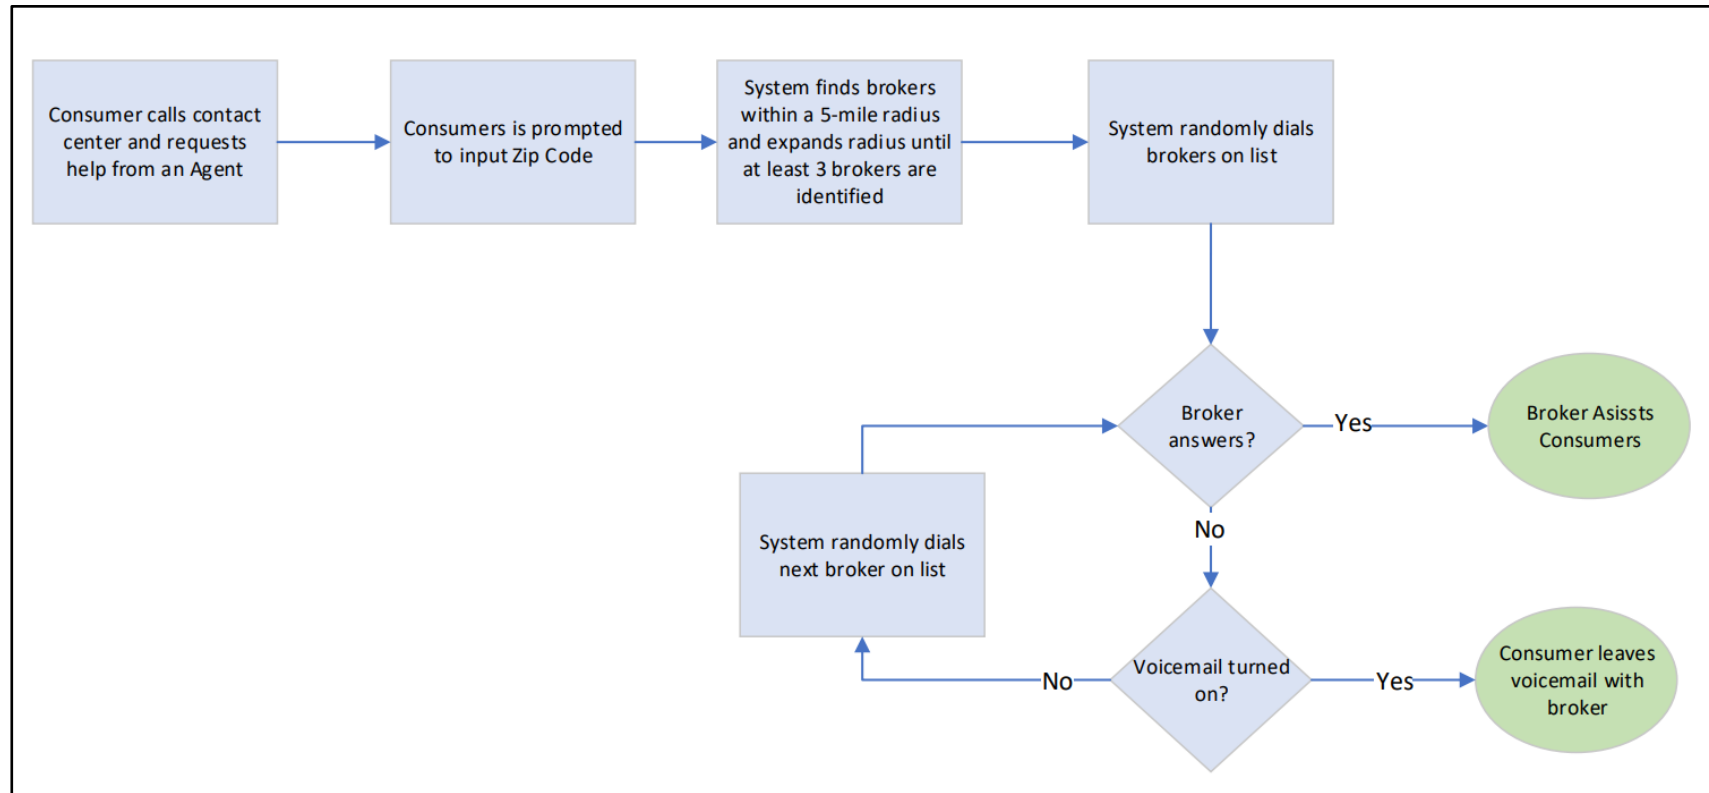 Consumer calls contact
center and requests
help from an Agent
Consumers is prompted
to input Zip Code
System finds brokers
within a 5-mile radius
and expands radius until
at least 3 brokers are
identified
System randomly dials
brokers on list
Broker
answers?
Yes
Broker Asissts
Consumers
No
System randomly dials
next broker on list
Voicemail turned
on?
No
Yes
Consumer leaves
voicemail with
broker